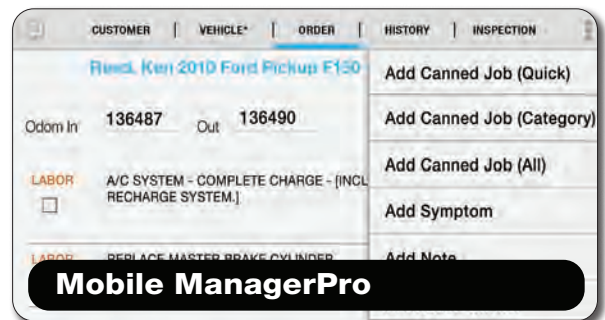 CUSTOMER | VEHICLE* | ORDER | HISTORY | INSPECTION
Reed, Ken 2010 Ford Pickup F150
Odom In 136487 Out 136490
LABOR A/C SYSTEM - COMPLETE CHARGE - [INCL
RECHARGE SYSTEM.]
LABOR REPLACE MASTER BRAKE CYLINDER
Add Canned Job (Quick)
Add Canned Job (Category)
Add Canned Job (All)
Add Symptom
Add Note
Mobile ManagerPro